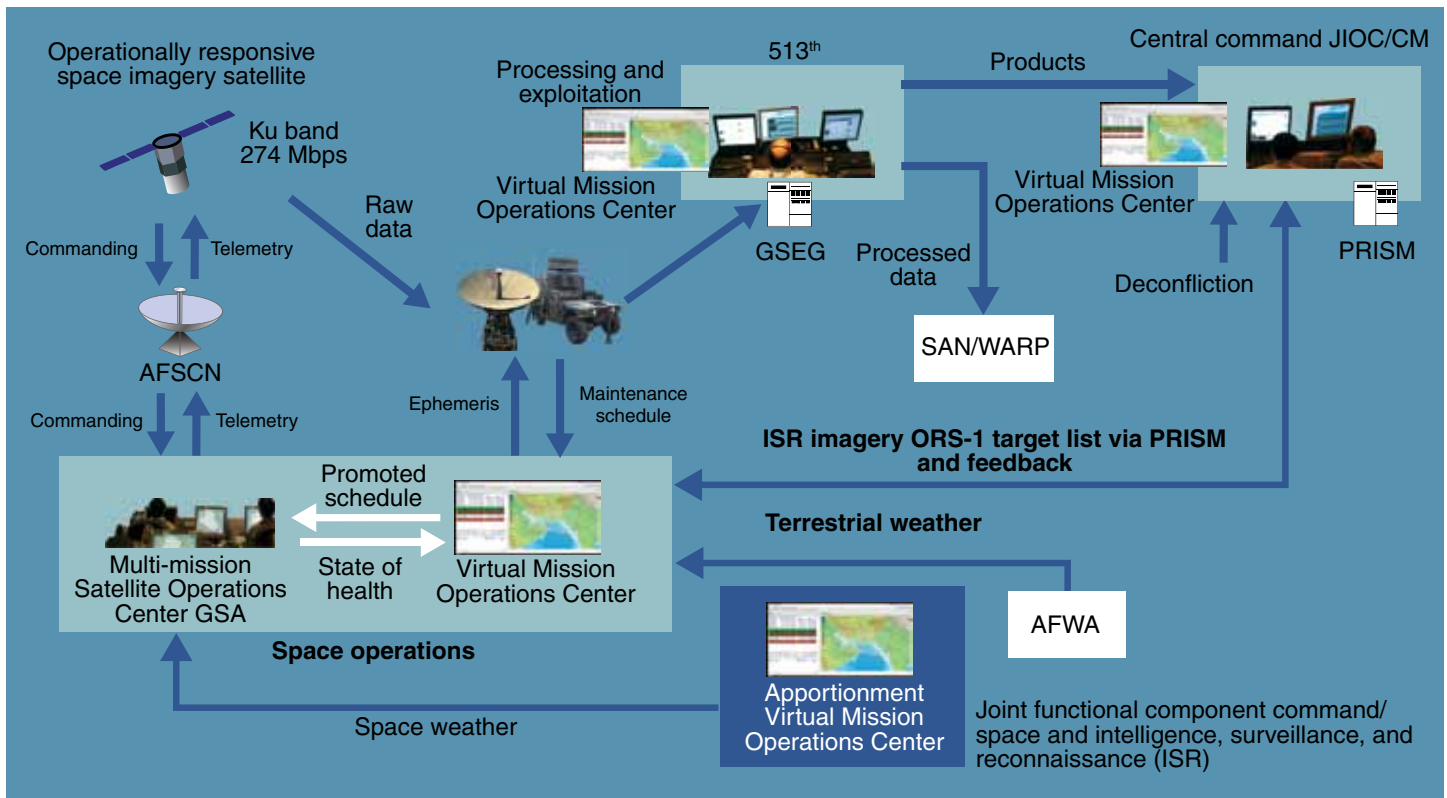 Operationally responsive
space imagery satellite
Ku band
274 Mbps
Commanding
Telemetry
AFSCN
Commanding
Telemetry
Raw
data
Processing and
exploitation
513th
Virtual Mission
Operations Center
GSEG
Products
Processed
data
SAN/WARP
Central command JIOC/CM
Virtual Mission
Operations Center
PRISM
Deconfliction
Ephemeris
Maintenance
schedule
ISR imagery ORS-1 target list via PRISM
and feedback
Promoted
schedule
State of
health
Multi-mission
Satellite Operations
Center GSA
Virtual Mission
Operations Center
Space operations
Terrestrial weather
AFWA
Space weather
Apportionment
Virtual Mission
Operations Center
Joint functional component command/
space and intelligence, surveillance, and
reconnaissance (ISR)